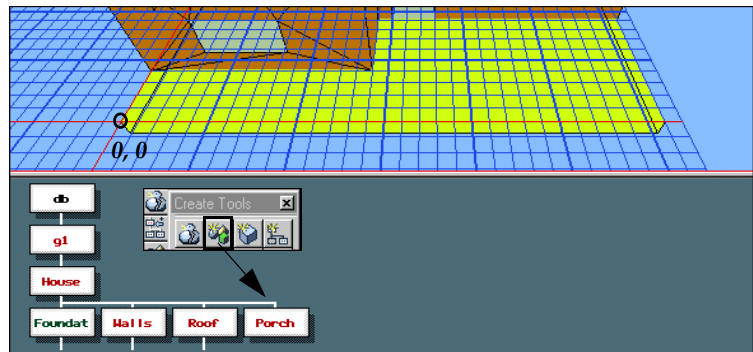 0, 0
db
Create Tools
g1
House
Foundat Walls Roof Porch